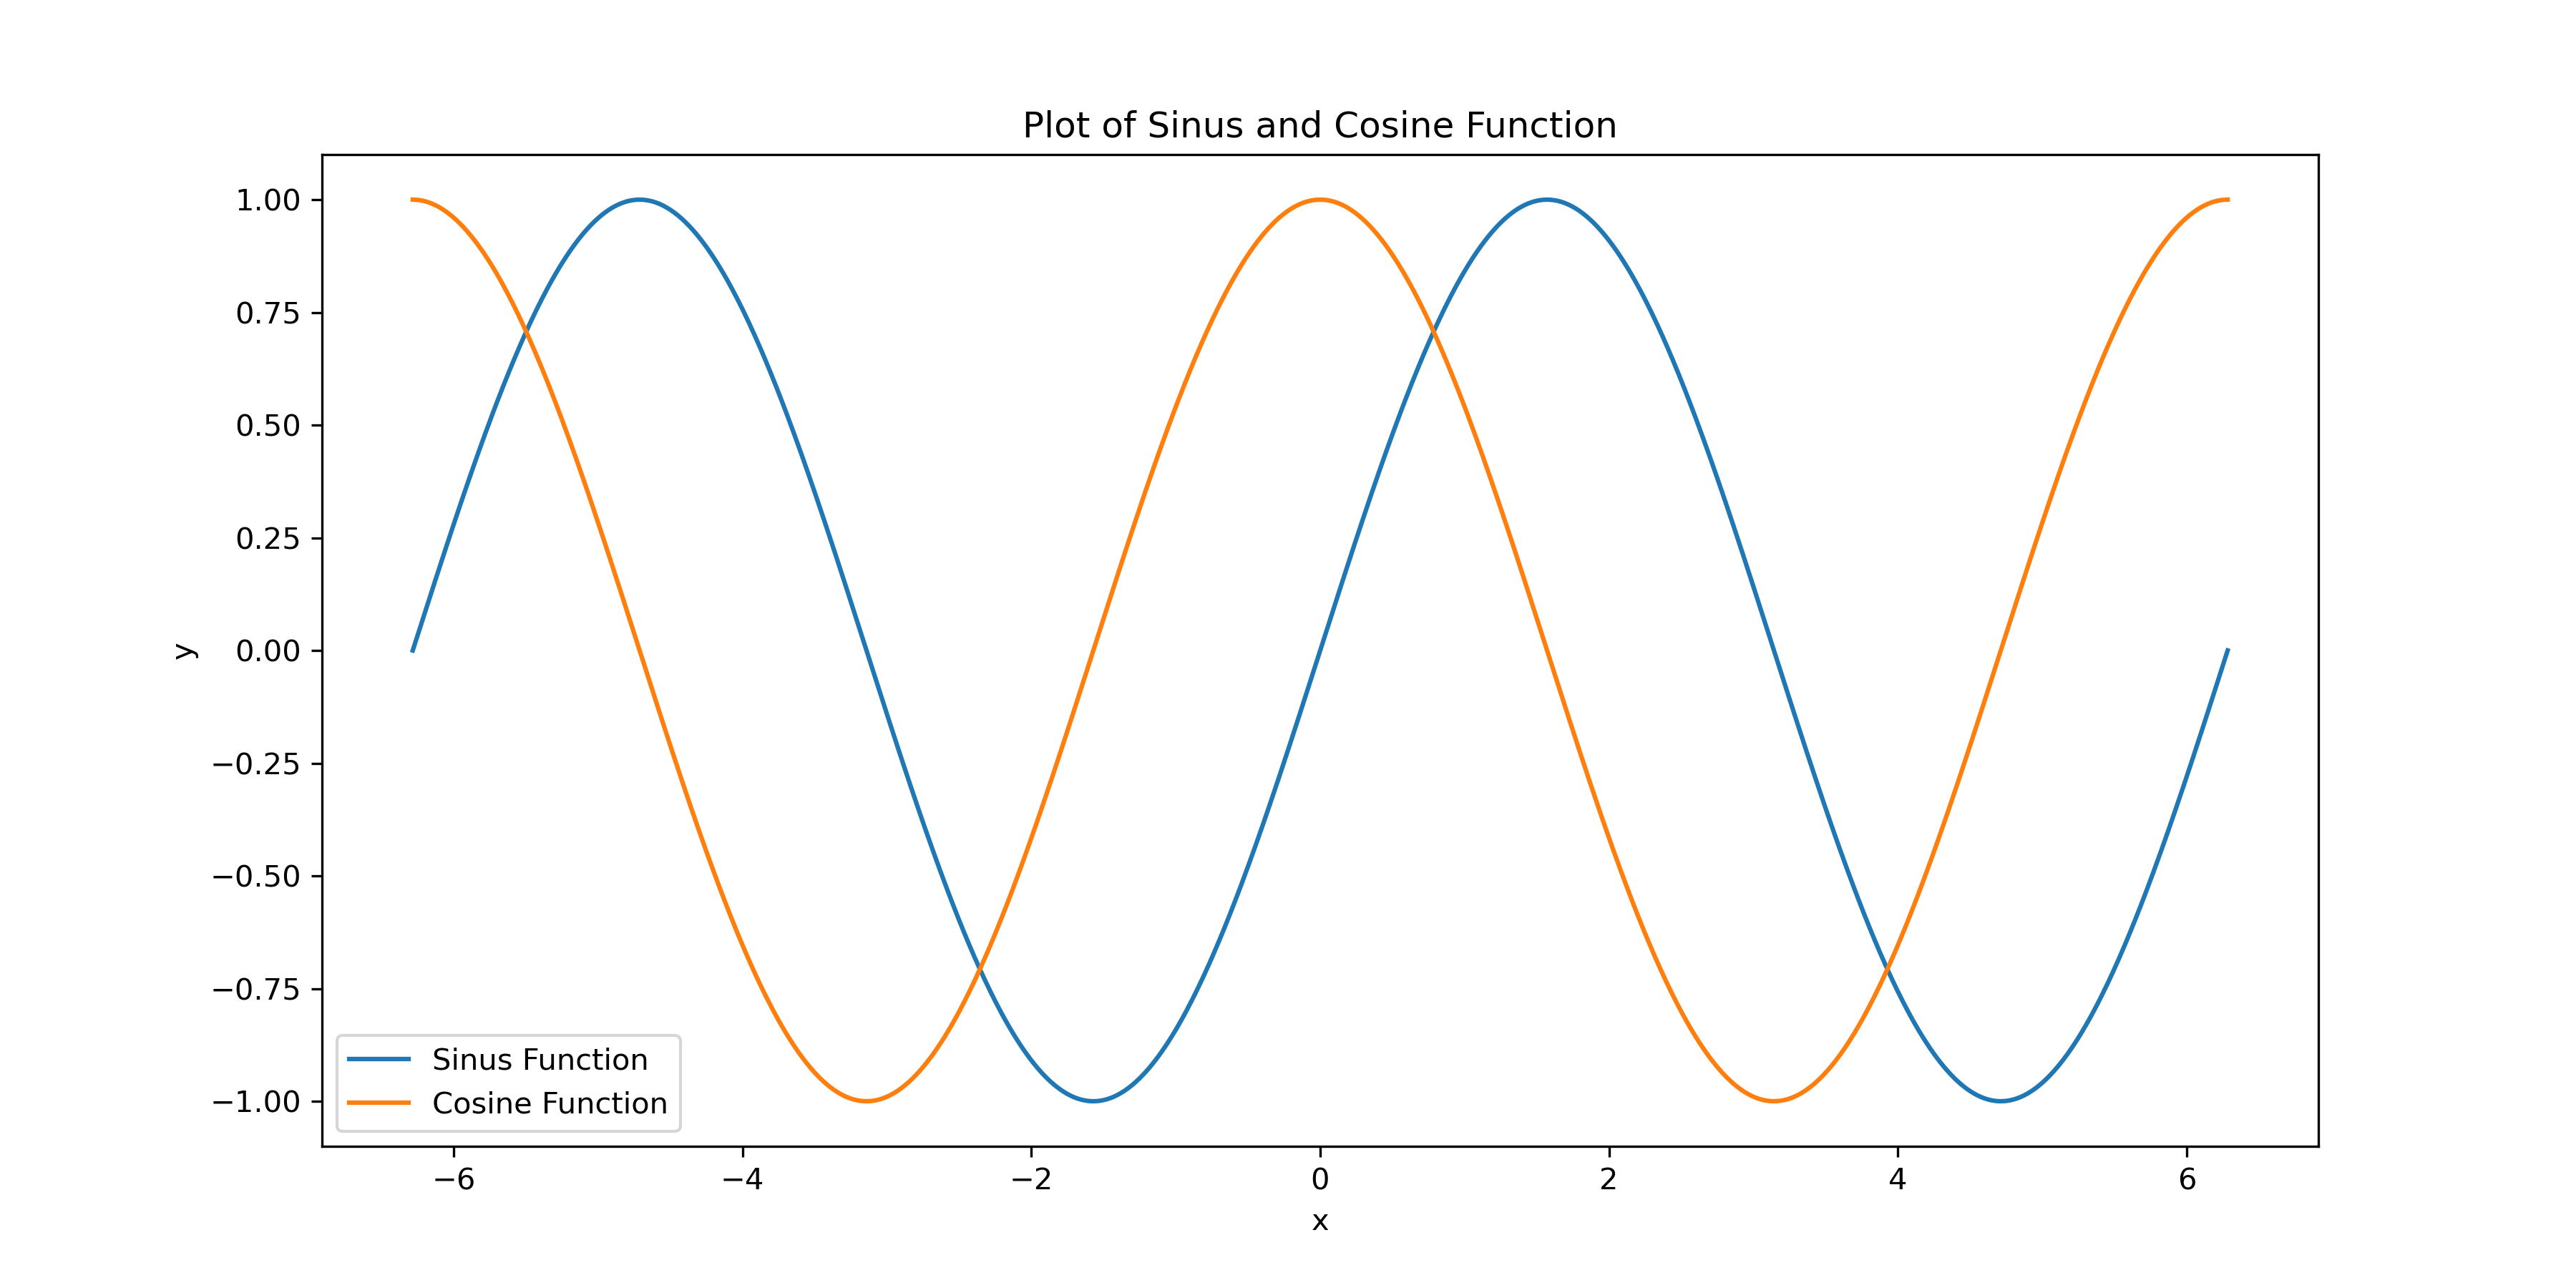 Plot of Sinus and Cosine Function
1.00
0.75
0.50
0.25
0.00
−0.25
−0.50
−0.75
−1.00
y
Sinus Function
Cosine Function
−6 −4 −2 0 2 4 6
x